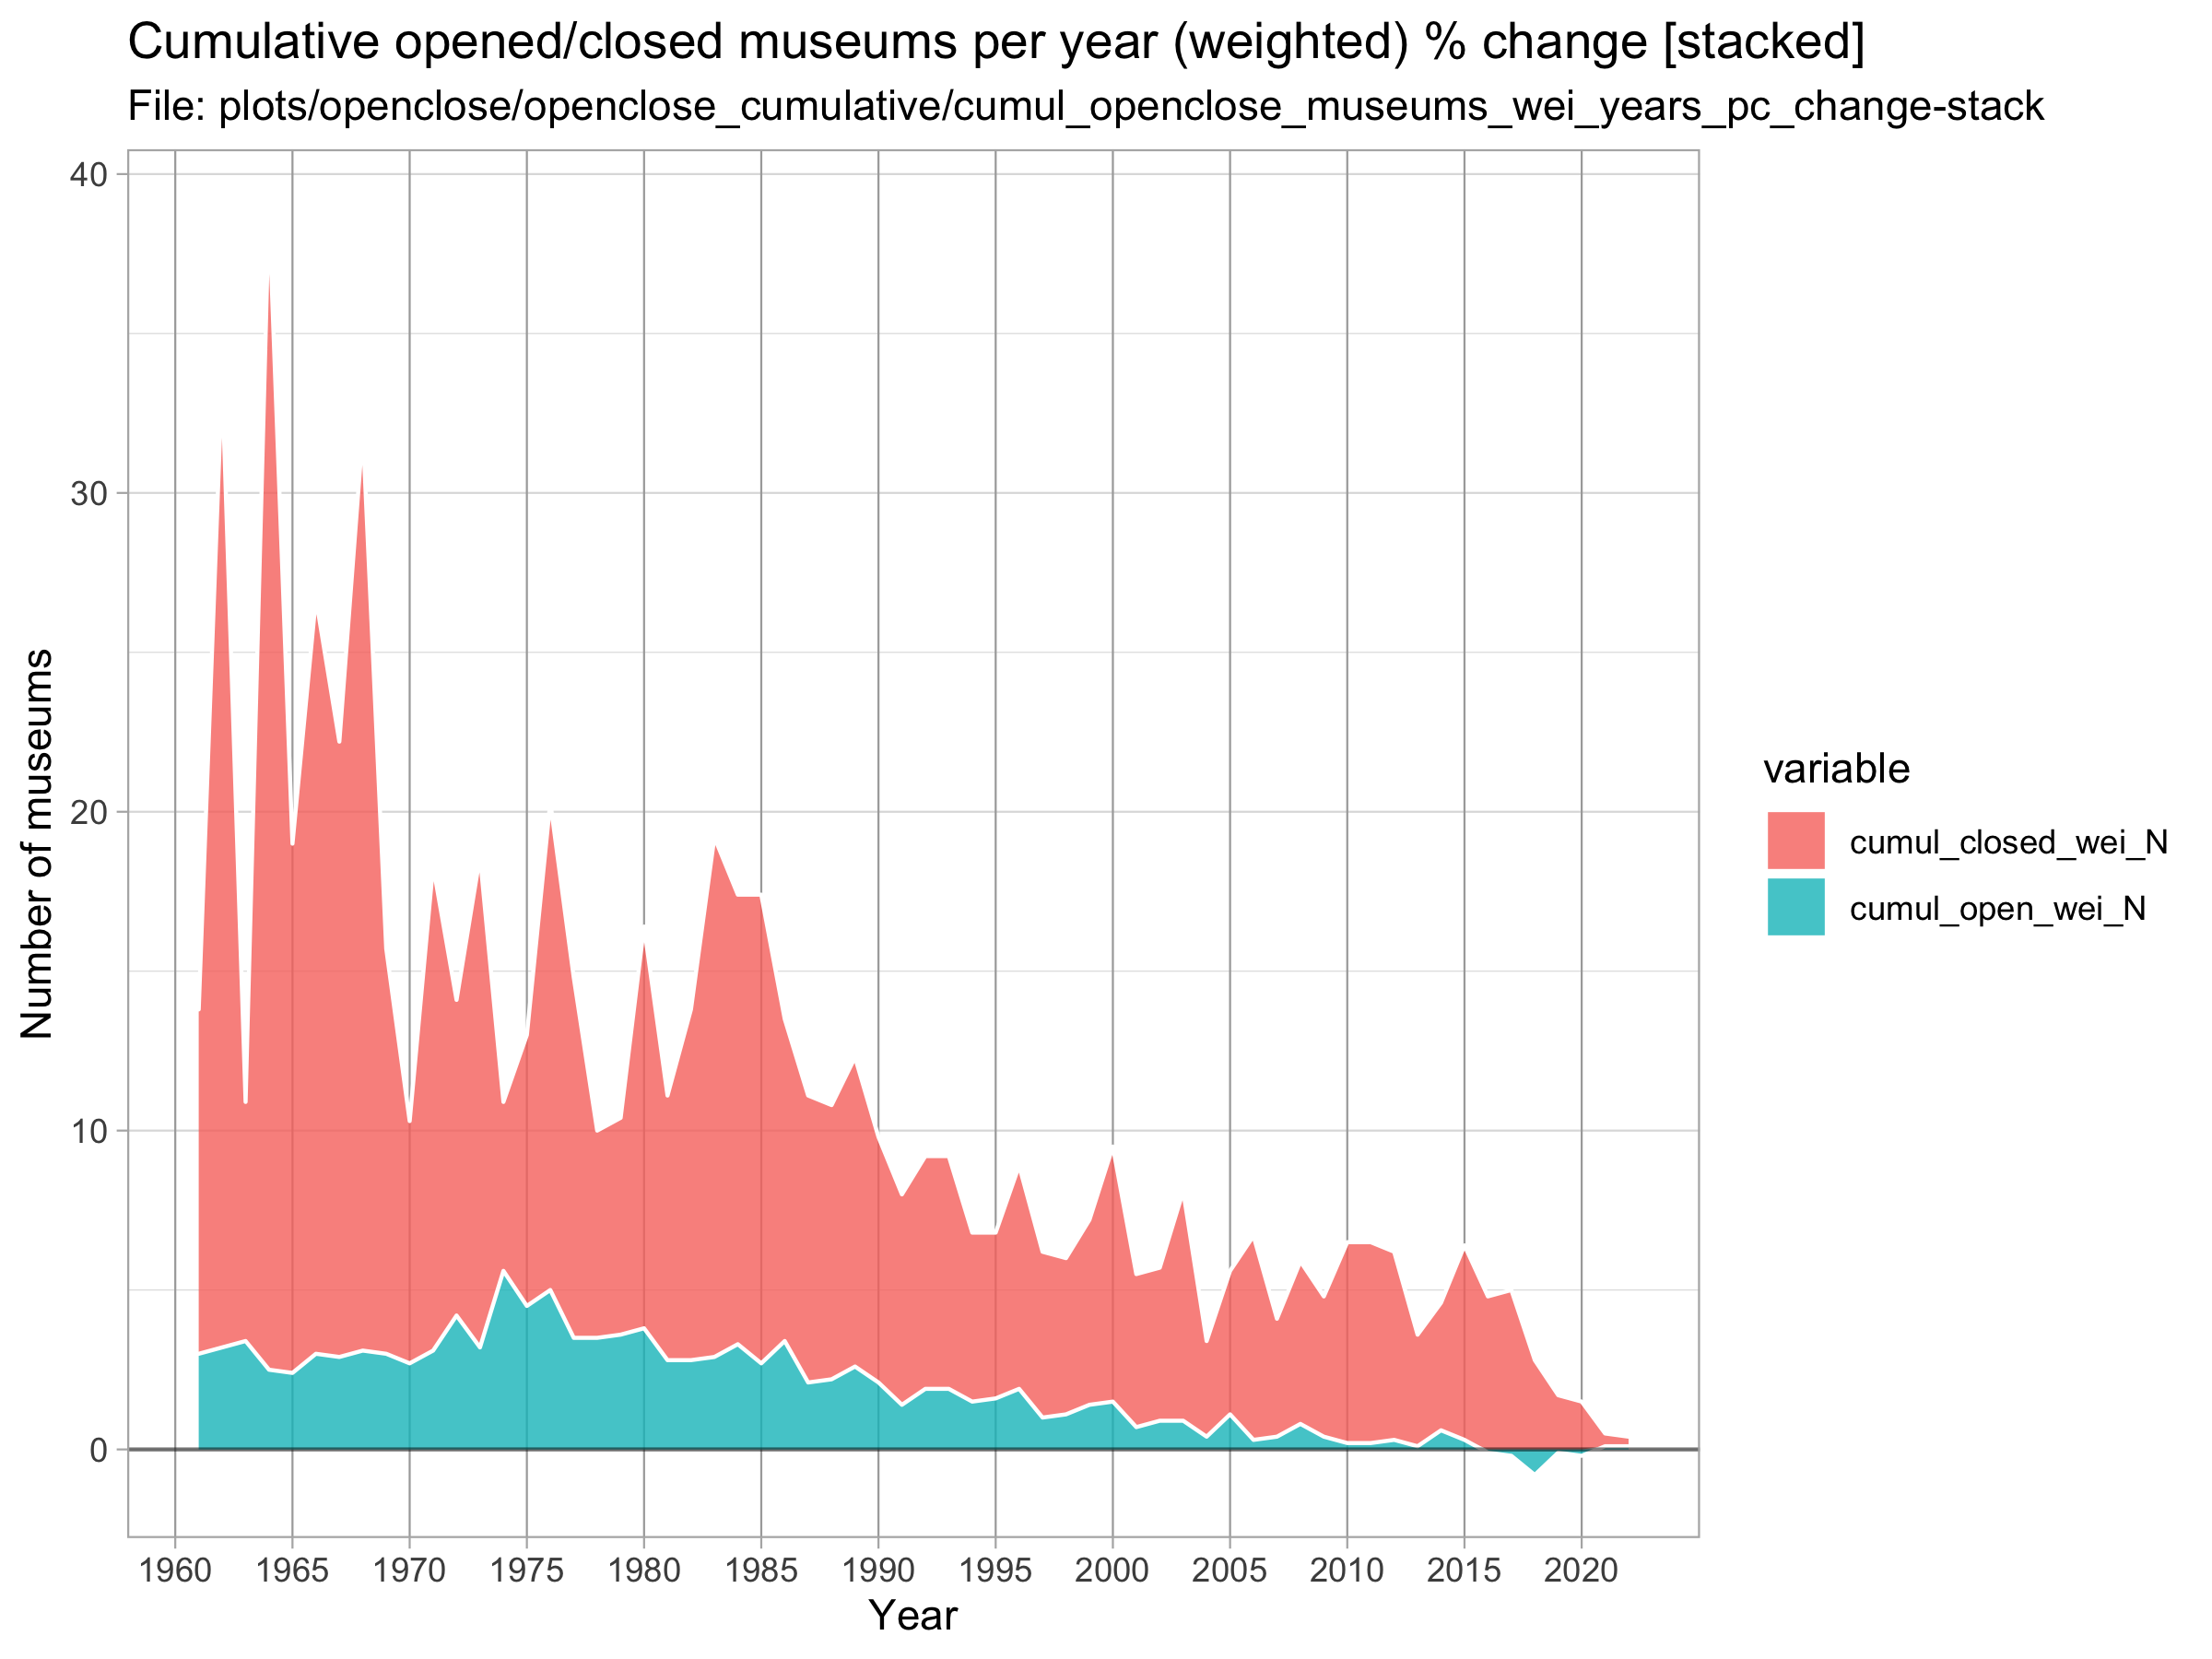 Cumulative opened/closed museums per year (weighted) % change [stacked]
File: plots/openclose/openclose_cumulative/cumul_openclose_museums_wei_years_pc_change-stack
40
30
20
10
0
Number of museums
1960 1965 1970 1975 1980 1985 1990 1995 2000 2005 2010 2015 2020
Year
variable
cumul_closed_wei_N
cumul_open_wei_N